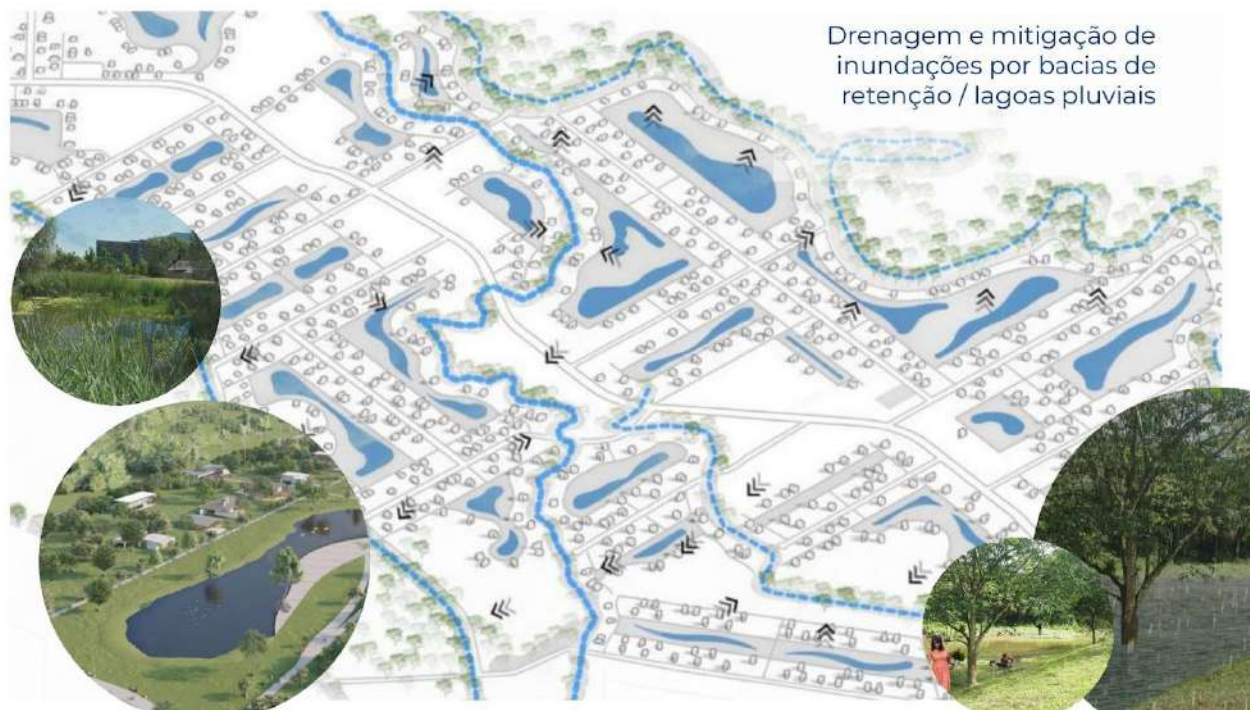 Drenagem e mitigação de
inundações por bacias de
retenção / lagoas pluviais